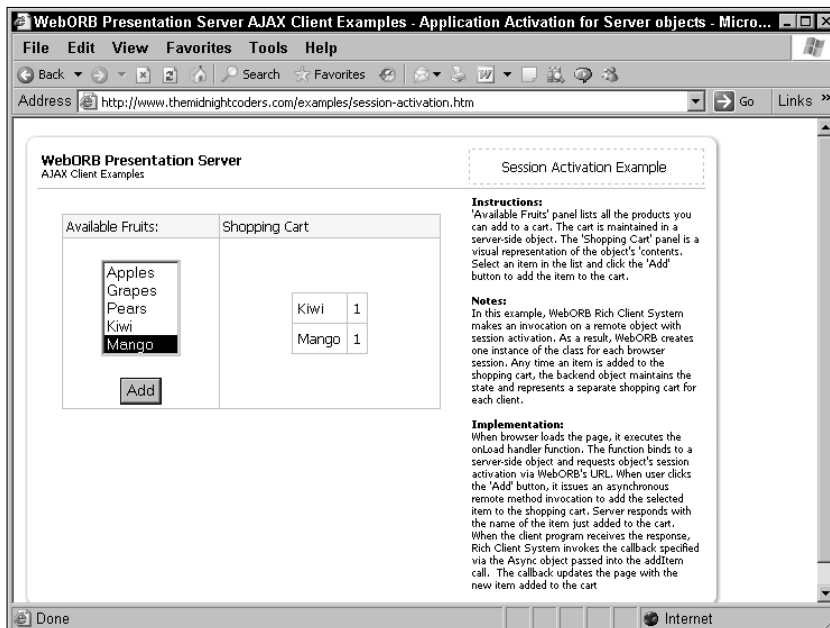 WebORB Presentation Server AJAX Client Examples - Application Activation for Server objects - Micro...
File Edit View Favorites Tools Help
Back Search Favorites
Address http://www.themidnightcoders.com/examples/session-activation.htm Go Links »
WebORB Presentation Server
AJAX Client Examples
Session Activation Example
Available Fruits:
Shopping Cart
Apples
Grapes
Pears
Kiwi
Mango
Add
Kiwi 1
Mango 1
Instructions:
'Available Fruits' panel lists all the products you
can add to a cart. The cart is maintained in a
server-side object. The 'Shopping Cart' panel is a
visual representation of the object's 'contents.
Select an item in the list and click the 'Add'
button to add the item to the cart.
Notes:
In this example, WebORB Rich Client System
makes an invocation on a remote object with
session activation. As a result, WebORB creates
one instance of the class for each browser
session. Any time an item is added to the
shopping cart, the backend object maintains the
state and represents a separate shopping cart for
each client.
Implementation:
When browser loads the page, it executes the
onLoad handler function. The function binds to a
server-side object and requests object's session
activation via WebORB's URL. When user clicks
the 'Add' button, it issues an asynchronous
remote method invocation to add the selected
item to the shopping cart. Server responds with
the name of the item just added to the cart.
When the client program receives the response,
Rich Client System invokes the callback specified
via the Async object passed into the addItem
call. The callback updates the page with the
new item added to the cart
Done
Internet